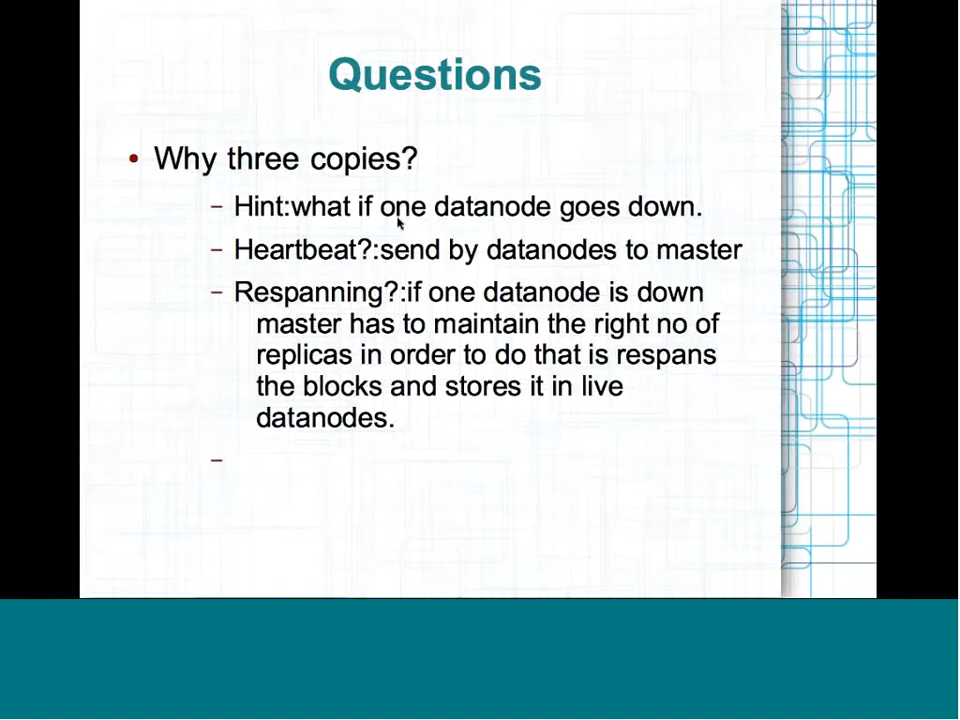 Questions
• Why three copies?
– Hint:what if one datanode goes down.
– Heartbeat?:send by datanodes to master
– Respanning?:if one datanode is down
master has to maintain the right no of
replicas in order to do that is respans
the blocks and stores it in live
datanodes.
–